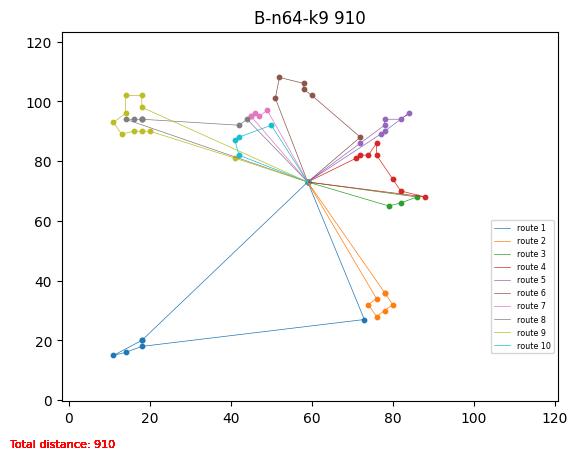 B-n64-k9 910
120
100
80
60
40
20
0
0 20 40 60 80 100 120
route 1
route 2
route 3
route 4
route 5
route 6
route 7
route 8
route 9
route 10
Total distance: 910